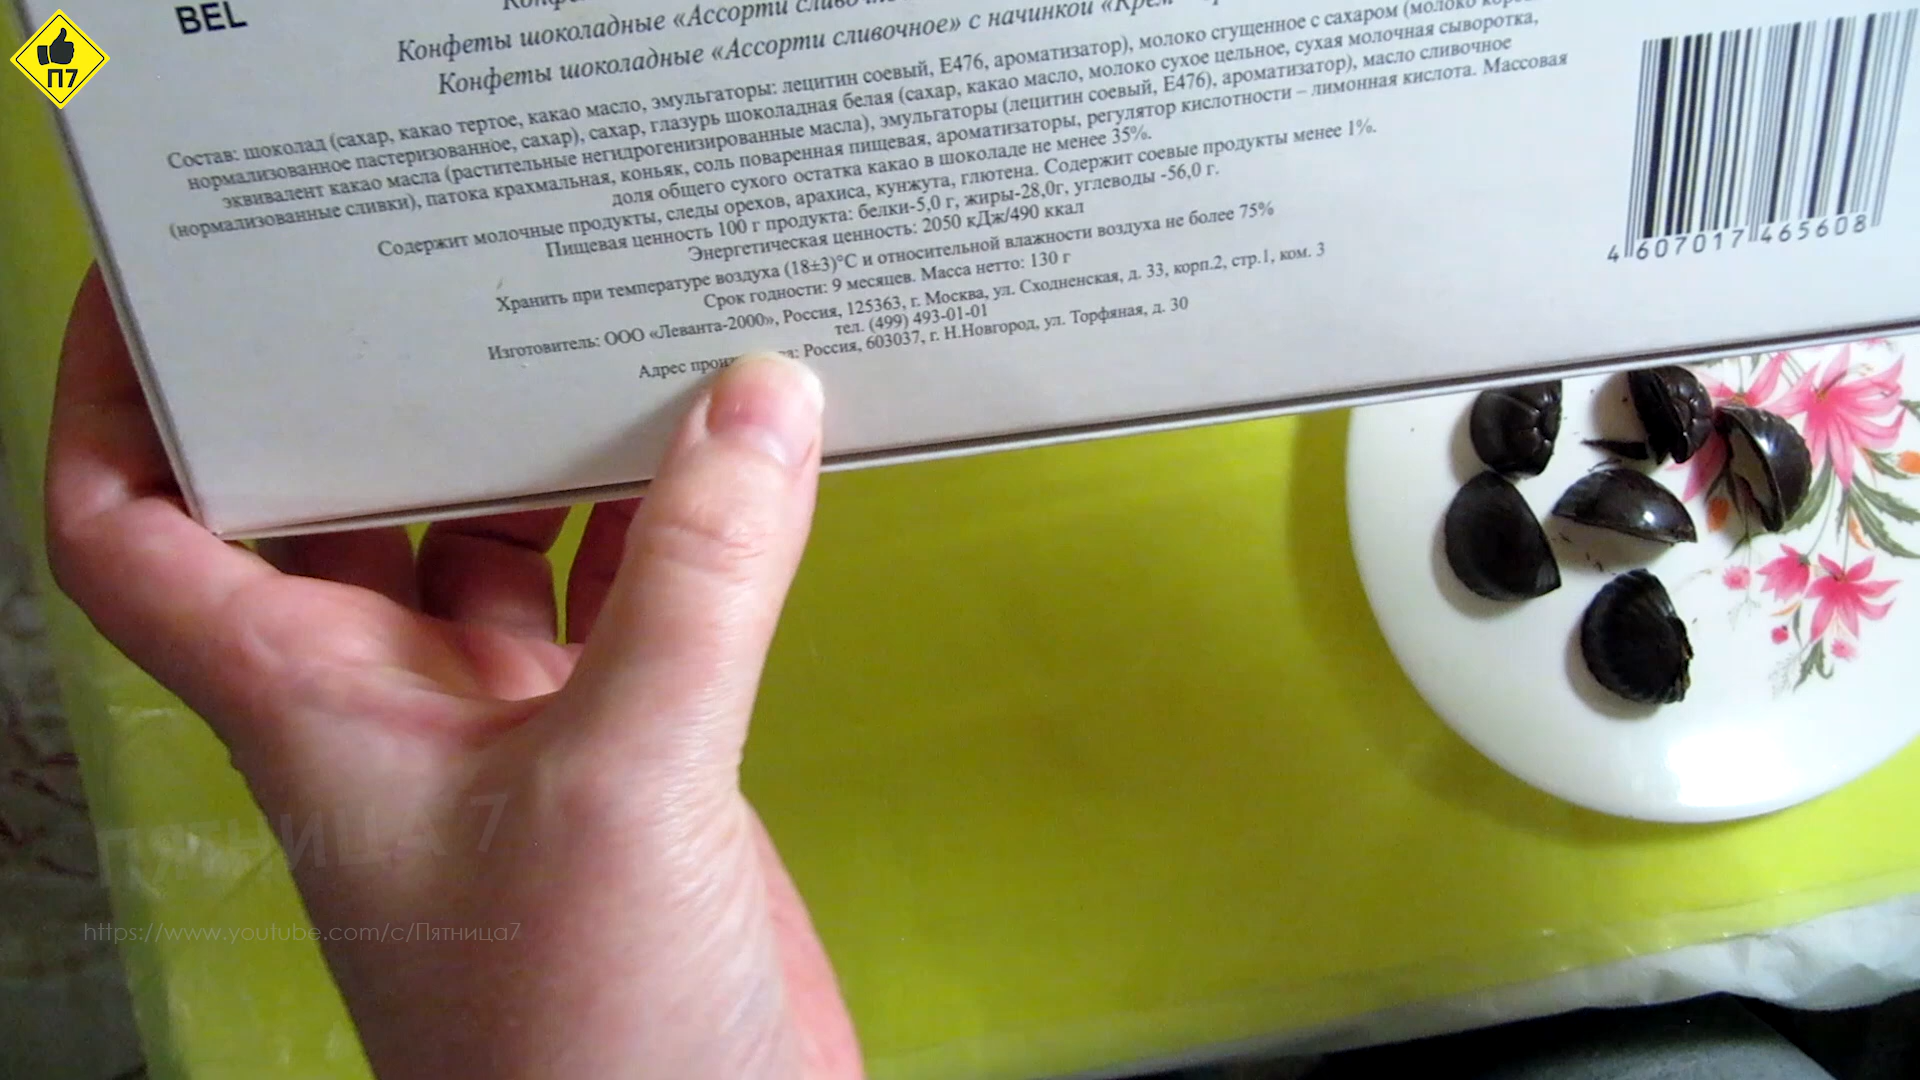 BEL
П7
Конфеты шоколадные «Ассорти
Конфеты шоколадные «Ассорти сливочное» с начинкой
Состав: шоколад (сахар, какао тертое, какао масло, эмульгаторы: лецитин соевый, Е476, ароматизатор), молоко сгущенное с сахаром (молоко
нормализованное пастеризованное, сахар), сахар, глазурь шоколадная белая (сахар, какао масло, молоко сухое цельное, сухая молочная сыворотка,
эквивалент какао масла (растительные негидрогенизированные масла), эмульгаторы (лецитин соевый, Е476), ароматизатор), масло сливочное
(нормализованные сливки), патока крахмальная, коньяк, соль поваренная пищевая, ароматизаторы, регулятор кислотности – лимонная кислота. Массовая
доля общего сухого остатка какао в шоколаде не менее 35%.
Содержит молочные продукты, следы орехов, арахиса, кунжута, глютена. Содержит соевые продукты менее 1%.
Пищевая ценность 100 г продукта: белки-5,0 г, жиры-28,0г, углеводы -56,0 г.
Энергетическая ценность: 2050 кДж/490 ккал
Хранить при температуре воздуха (18±3)°С и относительной влажности воздуха не более 75%
Срок годности: 9 месяцев. Масса нетто: 130 г
Изготовитель: ООО «Леванта-2000», Россия, 125363, г. Москва, ул. Сходненская, д. 33, корп.2, стр.1, ком. 3
тел. (499) 493-01-01
Адрес Россия, 603037, г. Н.Новгород, ул. Торфяная, д. 30
4 607017 465608
ПЯТНИЦА 7
https://www.youtube.com/c/Пятница7